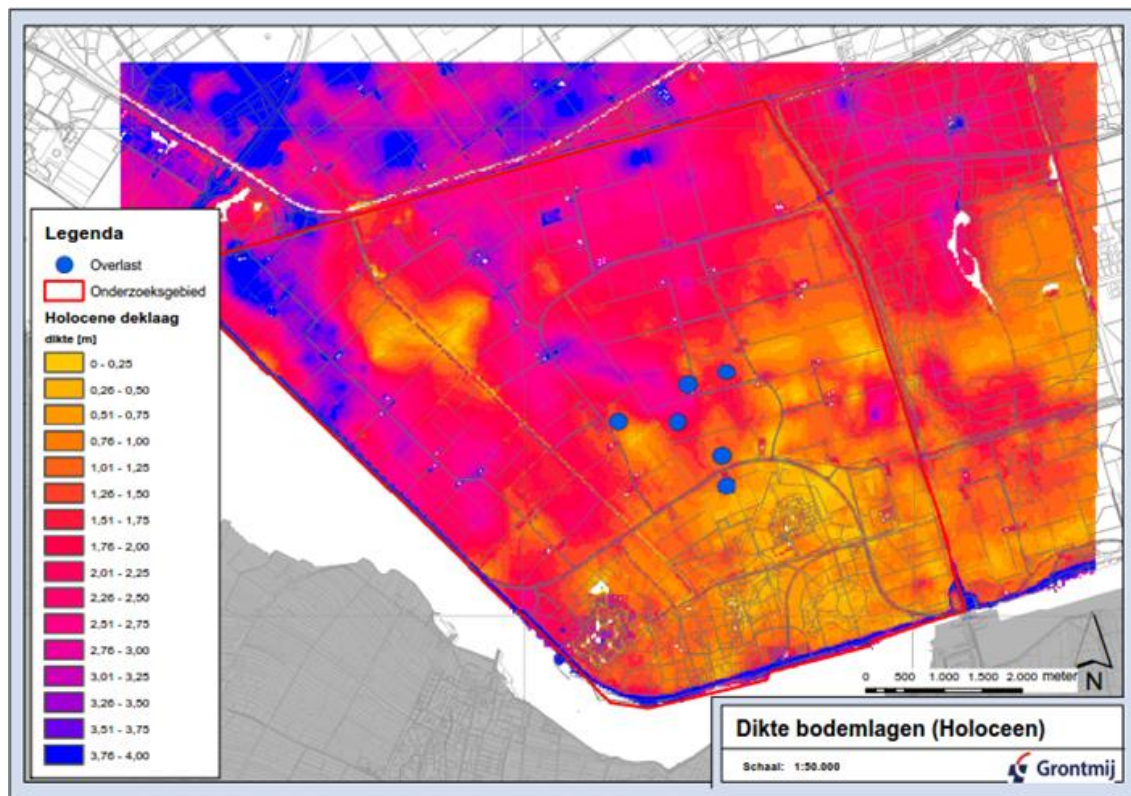 Legenda
Overlast
Onderzoeksgebied
Holocene deklaag
dikte [m]
0 - 0,25
0,26 - 0,50
0,51 - 0,75
0,76 - 1,00
1,01 - 1,25
1,26 - 1,50
1,51 - 1,75
1,76 - 2,00
2,01 - 2,25
2,26 - 2,50
2,51 - 2,75
2,76 - 3,00
3,01 - 3,25
3,26 - 3,50
3,51 - 3,75
3,76 - 4,00
0 500 1.000 1.500 2.000 meter
N
Dikte bodemlagen (Holoceen)
Schaal: 1:50.000
Grontmij